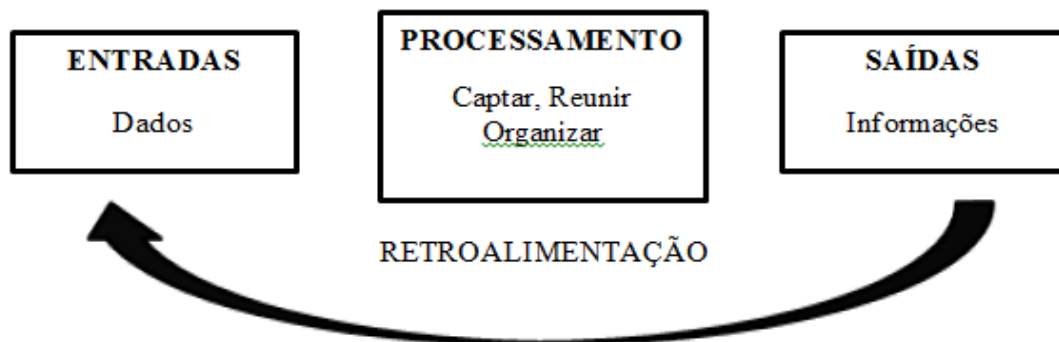 ENTRADAS
Dados
PROCESSAMENTO
Captar, Reunir
Organizar
SAÍDAS
Informações
RETROALIMENTAÇÃO